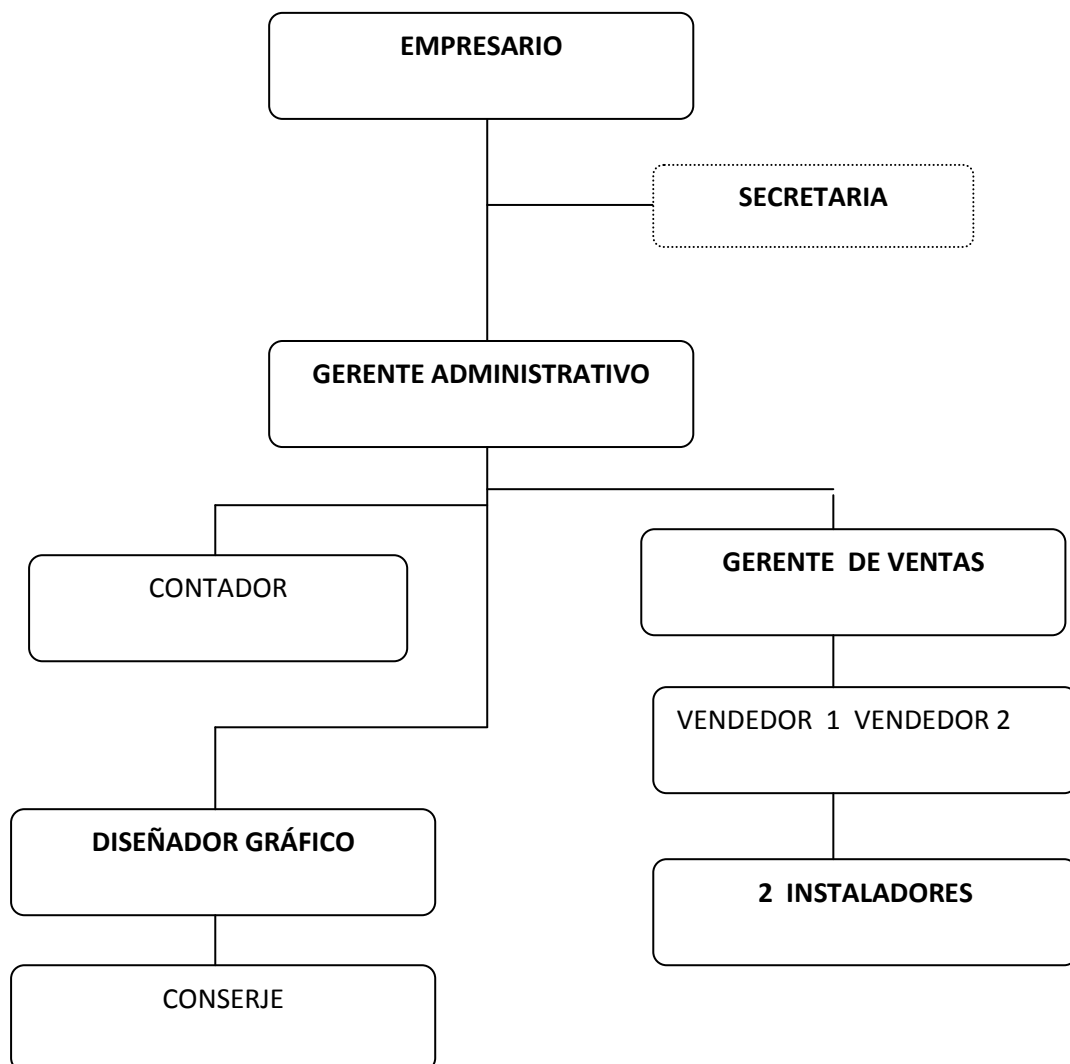 EMPRESARIO
SECRETARIA
GERENTE ADMINISTRATIVO
CONTADOR
GERENTE  DE VENTAS
VENDEDOR  1  VENDEDOR 2
DISEÑADOR GRÁFICO
2  INSTALADORES
CONSERJE